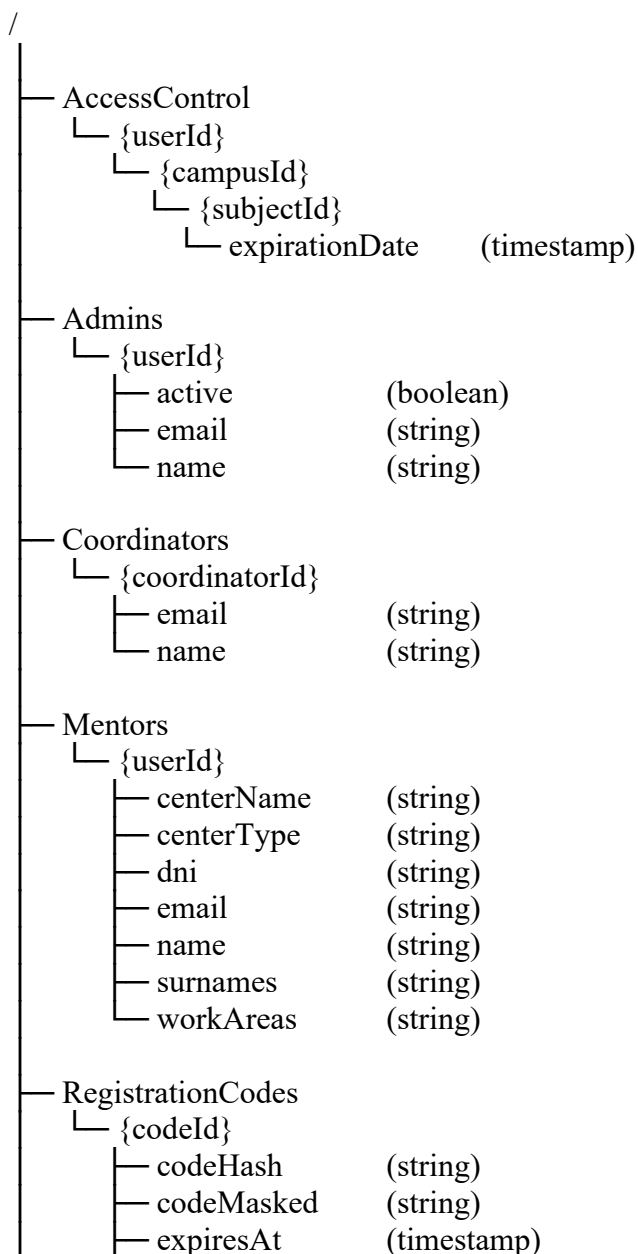 /
AccessControl
{userId}
{campusId}
{subjectId}
expirationDate (timestamp)
Admins
{userId}
active (boolean)
email (string)
name (string)
Coordinators
{coordinatorId}
email (string)
name (string)
Mentors
{userId}
centerName (string)
centerType (string)
dni (string)
email (string)
name (string)
surnames (string)
workAreas (string)
RegistrationCodes
{codeId}
codeHash (string)
codeMasked (string)
expiresAt (timestamp)